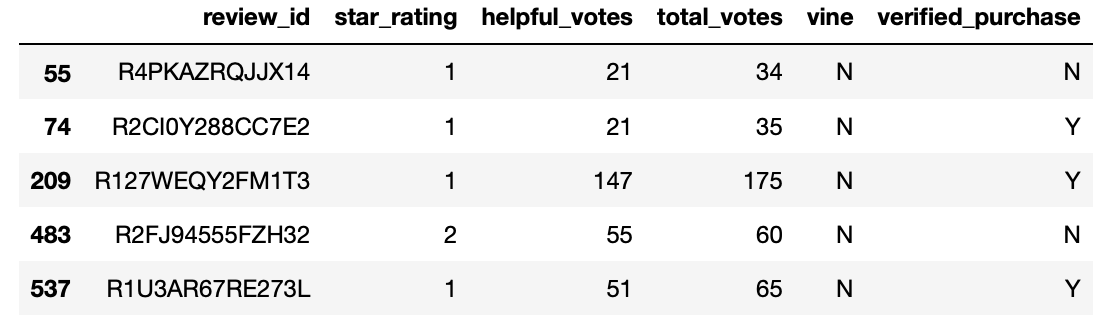 review_id star_rating helpful_votes total_votes vine verified_purchase
55 R4PKAZRQJJX14 1 21 34 N N
74 R2CI0Y288CC7E2 1 21 35 N Y
209 R127WEQY2FM1T3 1 147 175 N Y
483 R2FJ94555FZH32 2 55 60 N N
537 R1U3AR67RE273L 1 51 65 N Y